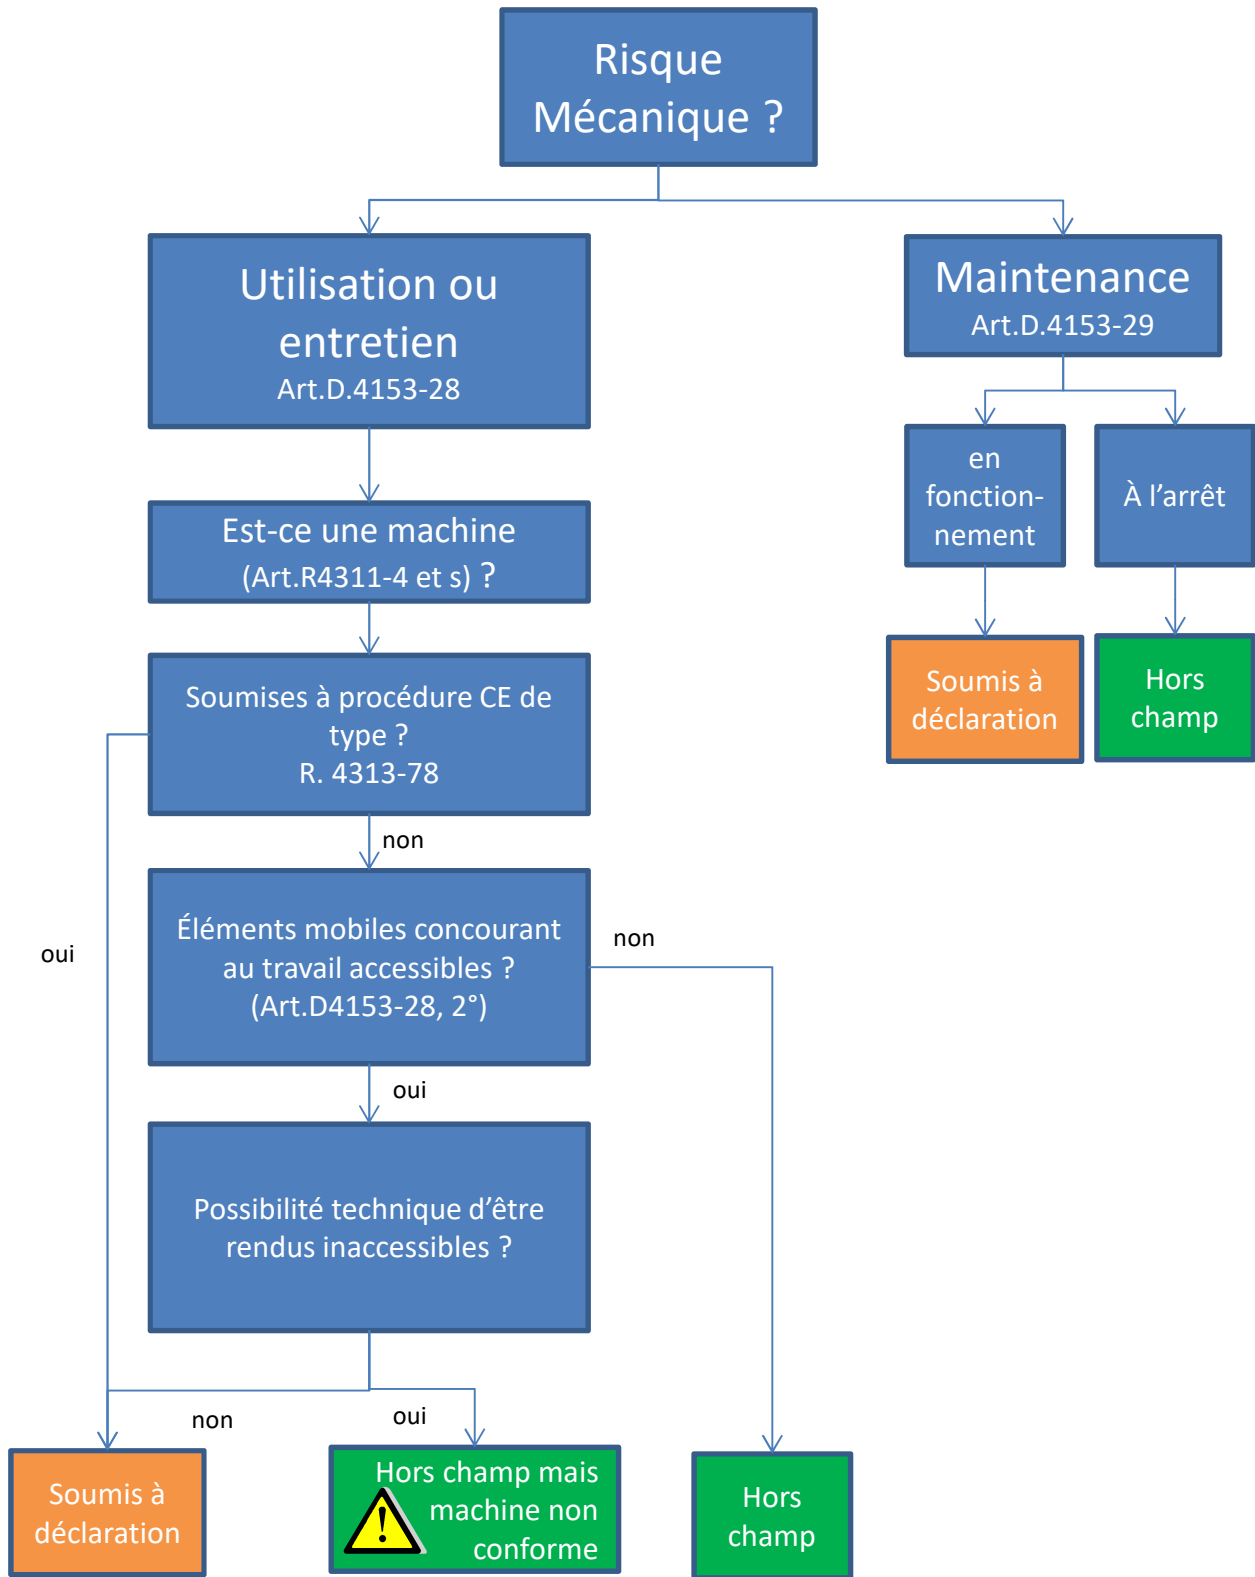 Risque
Mécanique ?
Utilisation ou
entretien
Art.D.4153-28
Maintenance
Art.D.4153-29
en
fonction-
nement
À l’arrêt
Est-ce une machine
(Art.R4311-4 et s) ?
Soumis à
déclaration
Hors
champ
Soumises à procédure CE de
type ?
R. 4313-78
non
Éléments mobiles concourant
au travail accessibles ?
(Art.D4153-28, 2°)
oui
non
oui
Possibilité technique d’être
rendus inaccessibles ?
non
oui
Soumis à
déclaration
Hors champ mais
machine non
conforme
!
Hors
champ